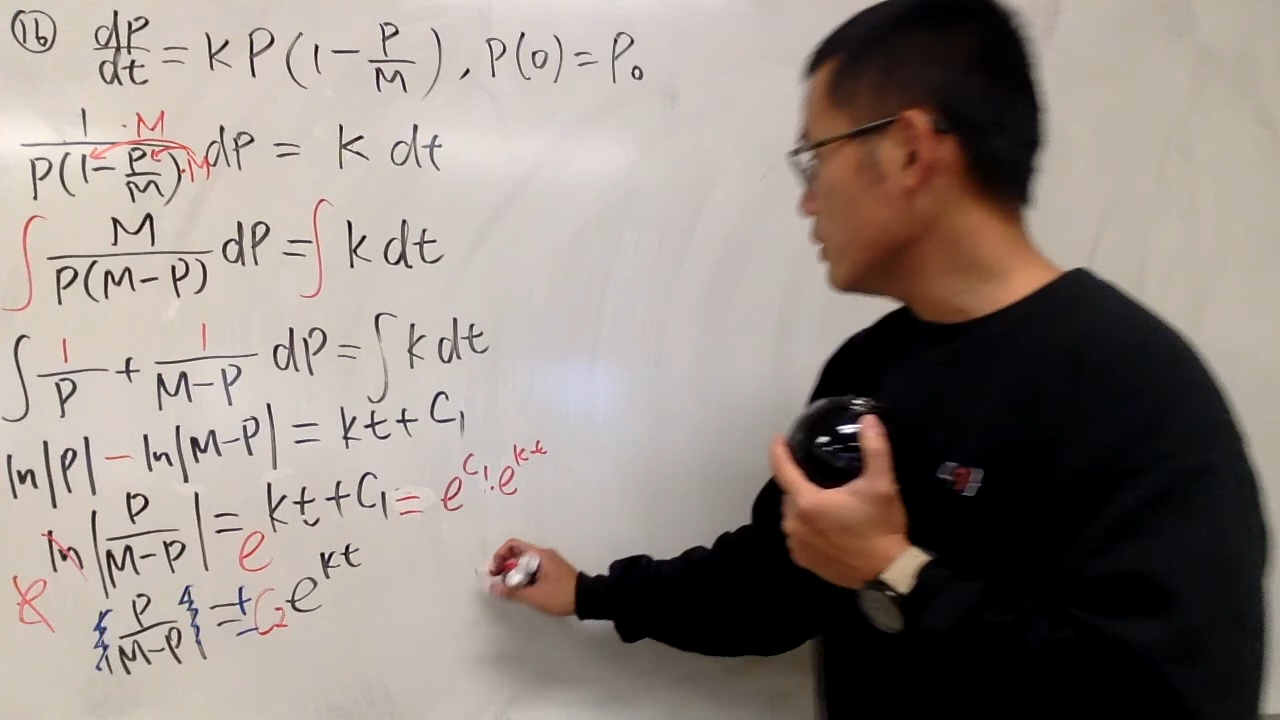 ⑯ dP/dt = KP(1-P/M), P(0)=P₀
1·M/P(1-P/M)·M dP = K dt
∫ M/P(M-P) dP = ∫ K dt
∫ 1/P + 1/M-P dP = ∫ K dt
ln|P| - ln|M-P| = Kt+C₁
e^ln|P/M-P| = e^Kt+C₁ = e^C₁·e^Kt
|P/M-P| = ±C₂e^Kt